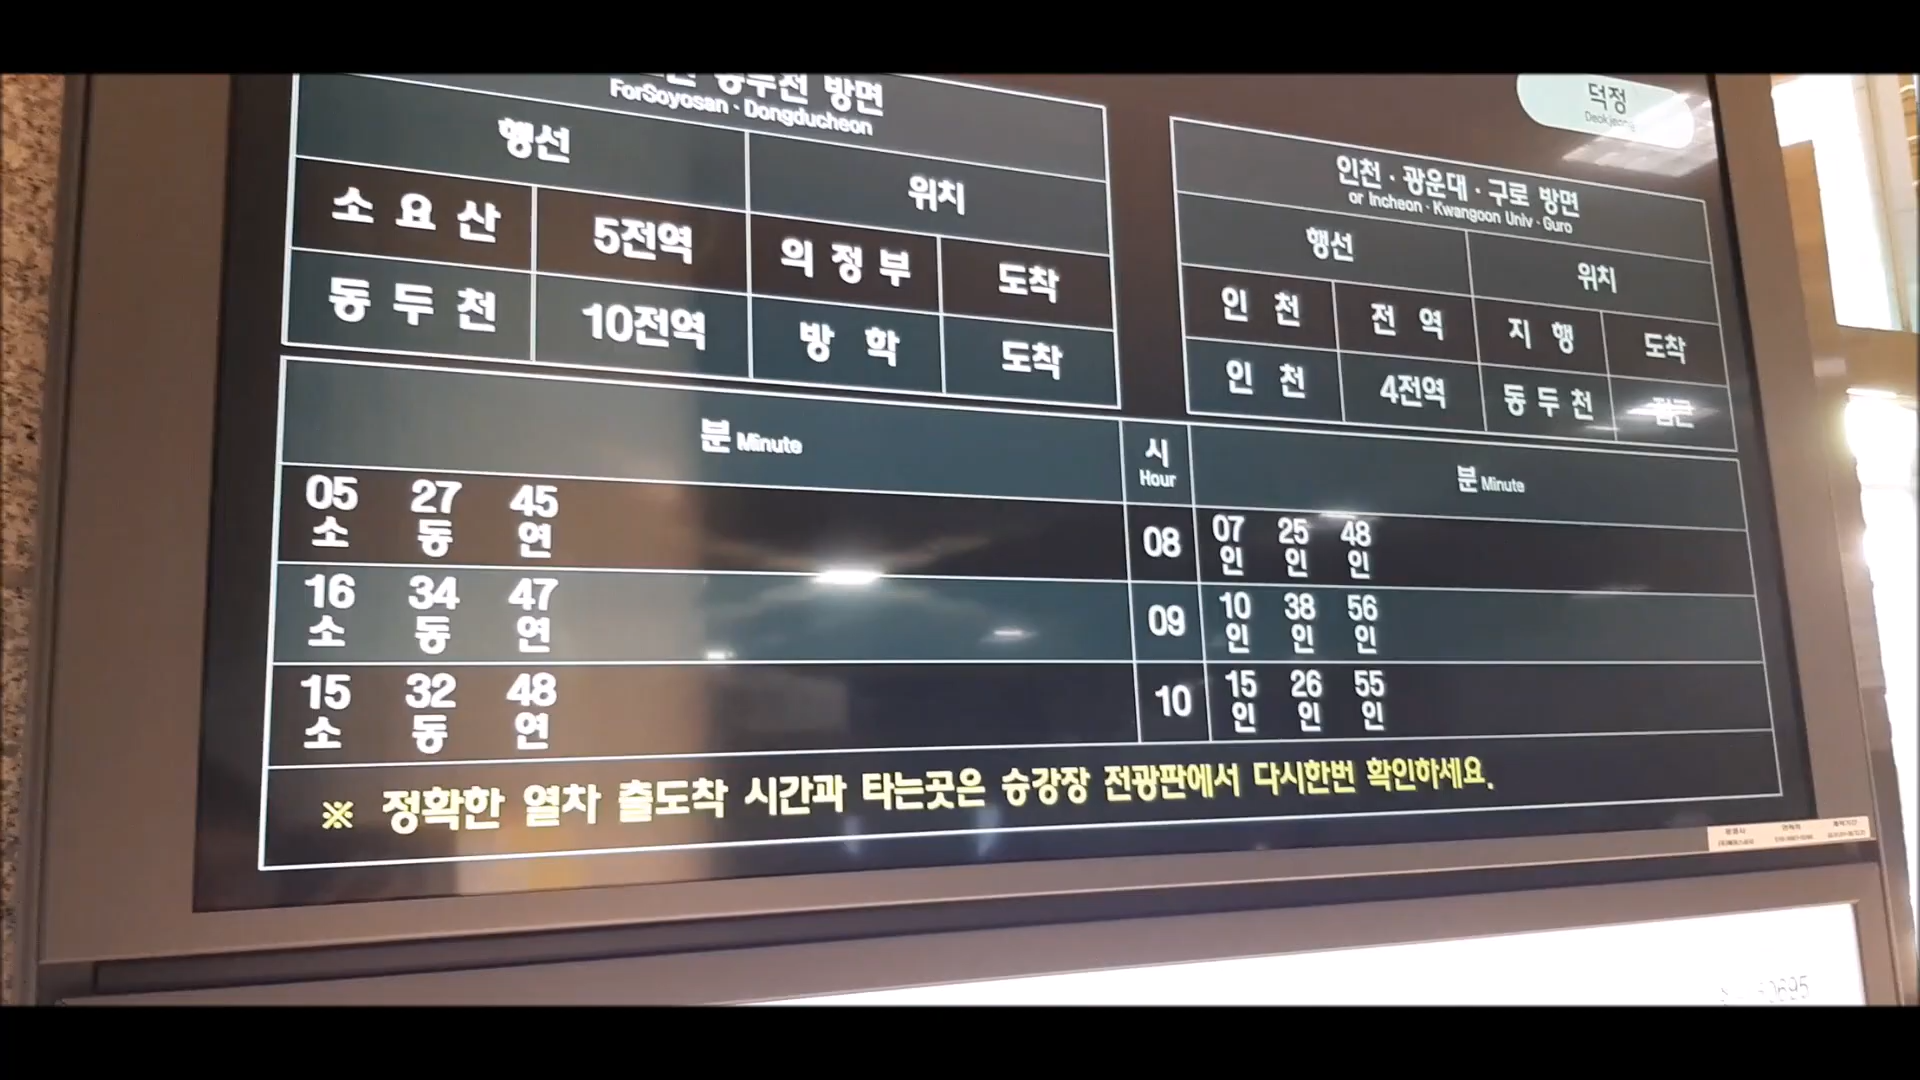 동두천 방면
ForSoyosan · Dongducheon
행선 위치
소요산 5전역 의정부 도착
동두천 10전역 방학 도착
덕정
Deokjeong
인천 · 광운대 · 구로 방면
or Incheon · Kwangoon Univ · Guro
행선 위치
인천 전역 지행 도착
인천 4전역 동두천 접근
분 Minute 시 Hour 분 Minute
05 27 45 08 07 25 48
소 동 연 인 인 인
16 34 47 09 10 38 56
소 동 연 인 인 인
15 32 48 10 15 26 55
소 동 연 인 인 인
※ 정확한 열차 출도착 시간과 타는곳은 승강장 전광판에서 다시한번 확인하세요.